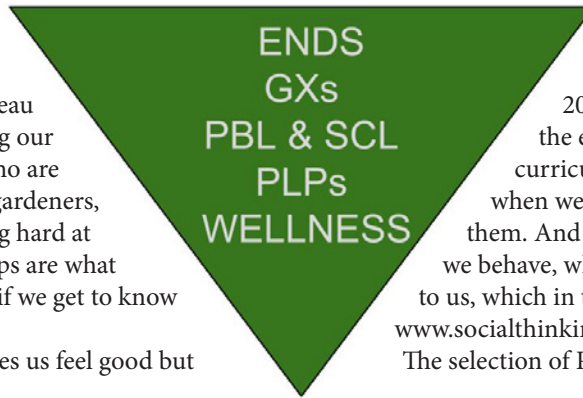 ENDS
GXs
PBL & SCL
PLPs
WELLNESS
eau
g our
ho are
gardeners,
g hard at
ps are what
if we get to know
es us feel good but
20
the e
curricu
when we
them. And
we behave, w
to us, which in t
www.socialthinkin
The selection of P